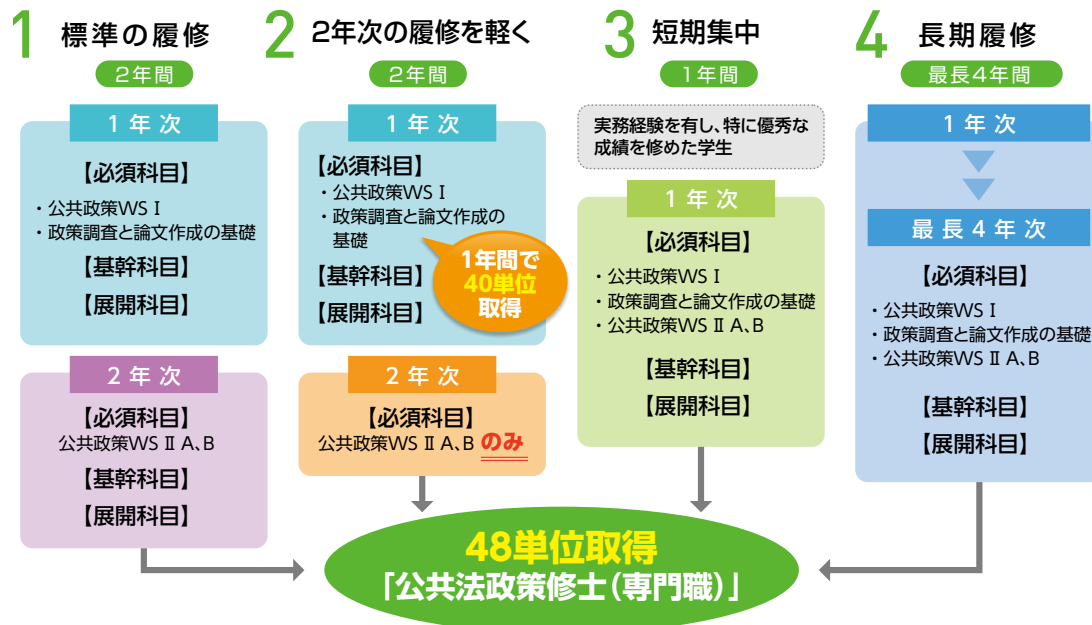 1 標準の履修
2年間
1年次
【必須科目】
・公共政策WS Ⅰ
・政策調査と論文作成の基礎
【基幹科目】
【展開科目】
2年次
【必須科目】
公共政策WS Ⅱ A、B
【基幹科目】
【展開科目】
2 2年次の履修を軽く
2年間
1年次
【必須科目】
・公共政策WS Ⅰ
・政策調査と論文作成の
基礎
【基幹科目】
【展開科目】
1年間で
40単位
取得
2年次
【必須科目】
公共政策WS Ⅱ A、B のみ
3 短期集中
1年間
実務経験を有し、特に優秀な
成績を修めた学生
1年次
【必須科目】
・公共政策WS Ⅰ
・政策調査と論文作成の基礎
・公共政策WS Ⅱ A、B
【基幹科目】
【展開科目】
4 長期履修
最長4年間
1年次
最長4年次
【必須科目】
・公共政策WS Ⅰ
・政策調査と論文作成の基礎
・公共政策WS Ⅱ A、B
【基幹科目】
【展開科目】
48単位取得
「公共法政策修士（専門職）」